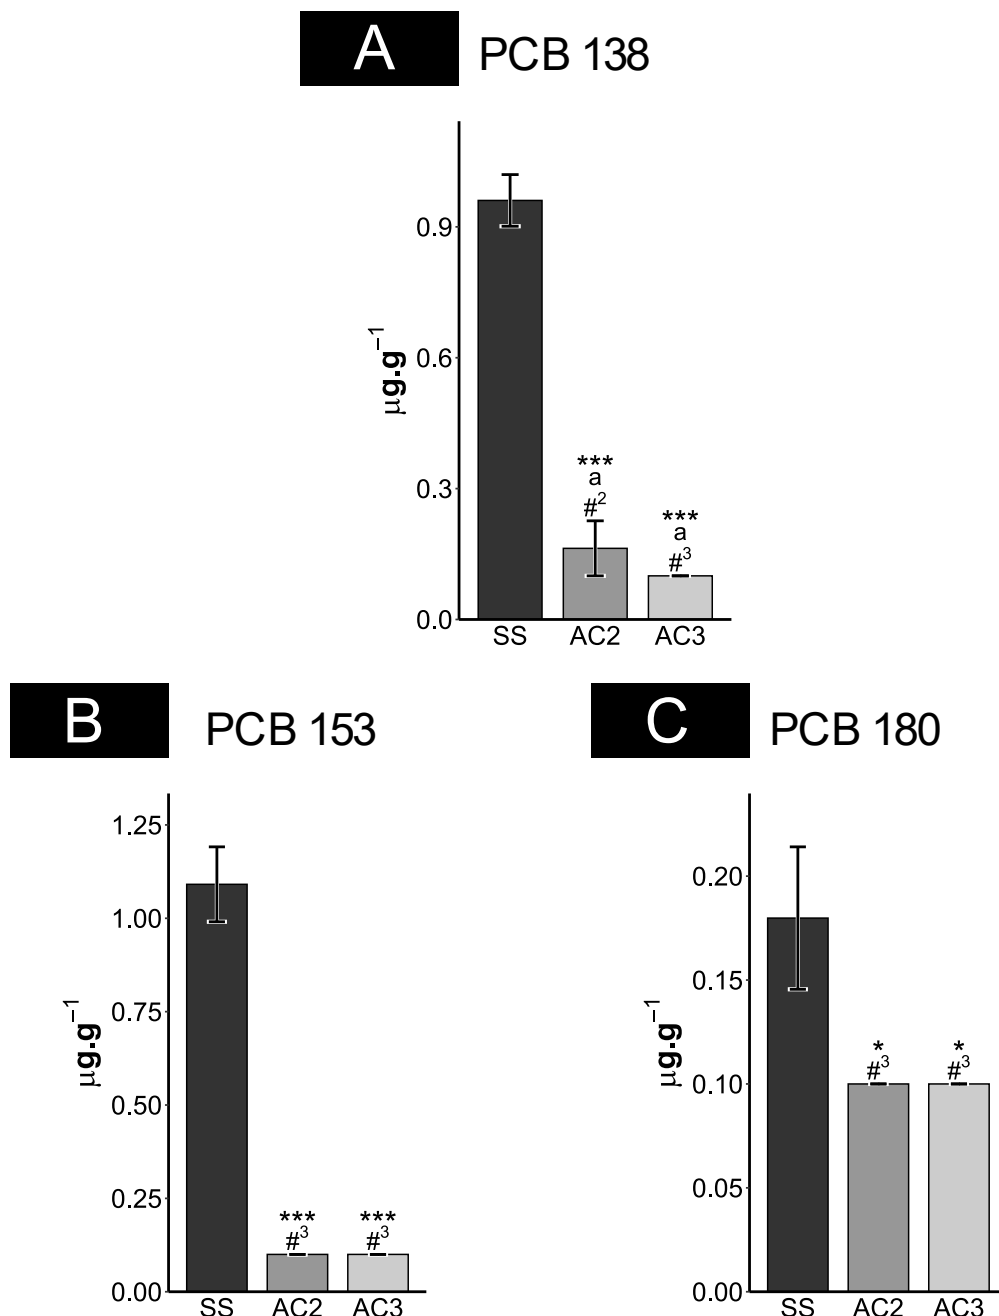 A PCB 138
0.9
0.6
0.3
0.0
µg.g⁻¹
***
a
#²
***
a
#³
SS AC2 AC3
B PCB 153
1.25
1.00
0.75
0.50
0.25
0.00
µg.g⁻¹
*** ***
#³ #³
SS AC2 AC3
C PCB 180
0.20
0.15
0.10
0.05
0.00
µg.g⁻¹
* *
#³ #³
SS AC2 AC3